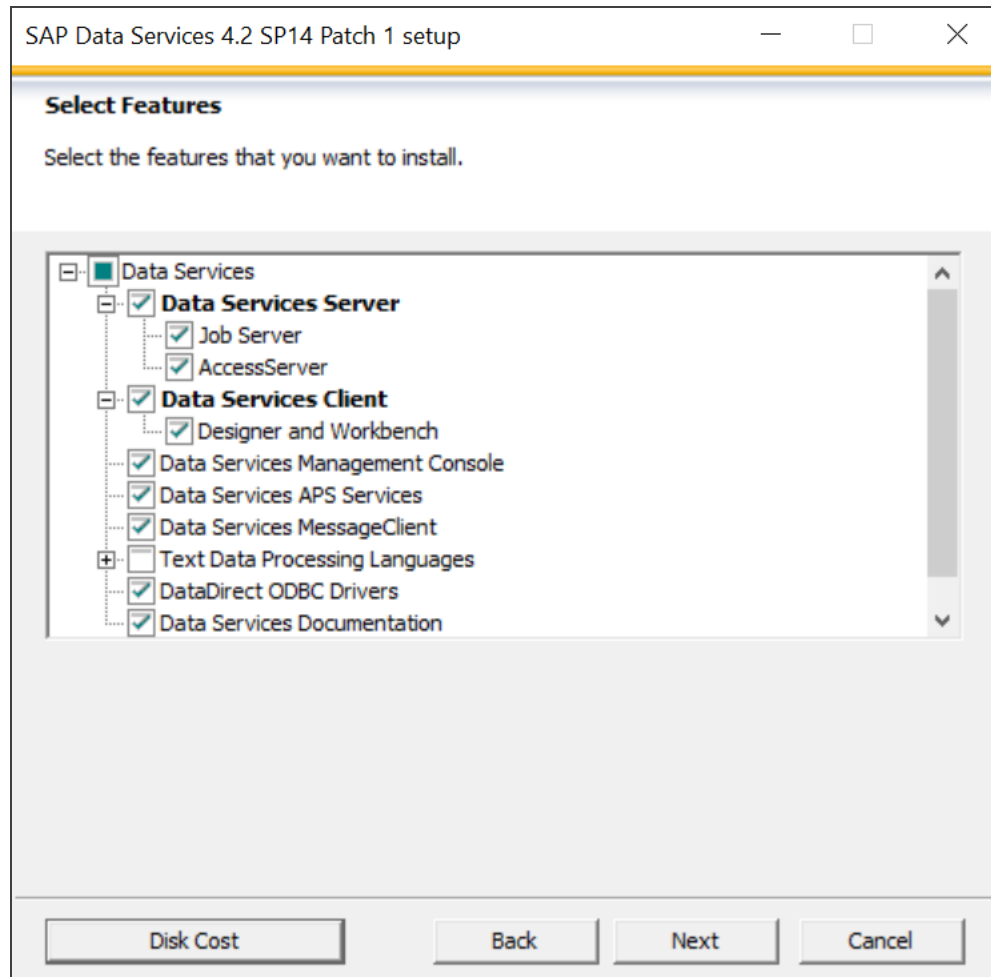 SAP Data Services 4.2 SP14 Patch 1 setup
Select Features
Select the features that you want to install.
Data Services
Data Services Server
Job Server
AccessServer
Data Services Client
Designer and Workbench
Data Services Management Console
Data Services APS Services
Data Services MessageClient
Text Data Processing Languages
DataDirect ODBC Drivers
Data Services Documentation
Disk Cost Back Next Cancel